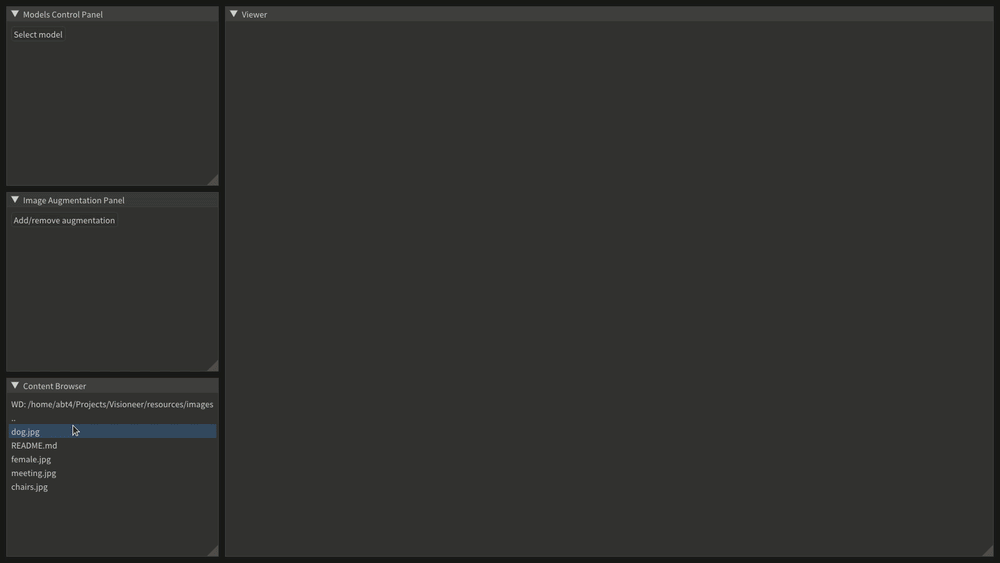 Models Control Panel
Select model
Image Augmentation Panel
Add/remove augmentation
Content Browser
WD: /home/abt4/Projects/Visioneer/resources/images
..
dog.jpg
README.md
female.jpg
meeting.jpg
chairs.jpg
Viewer